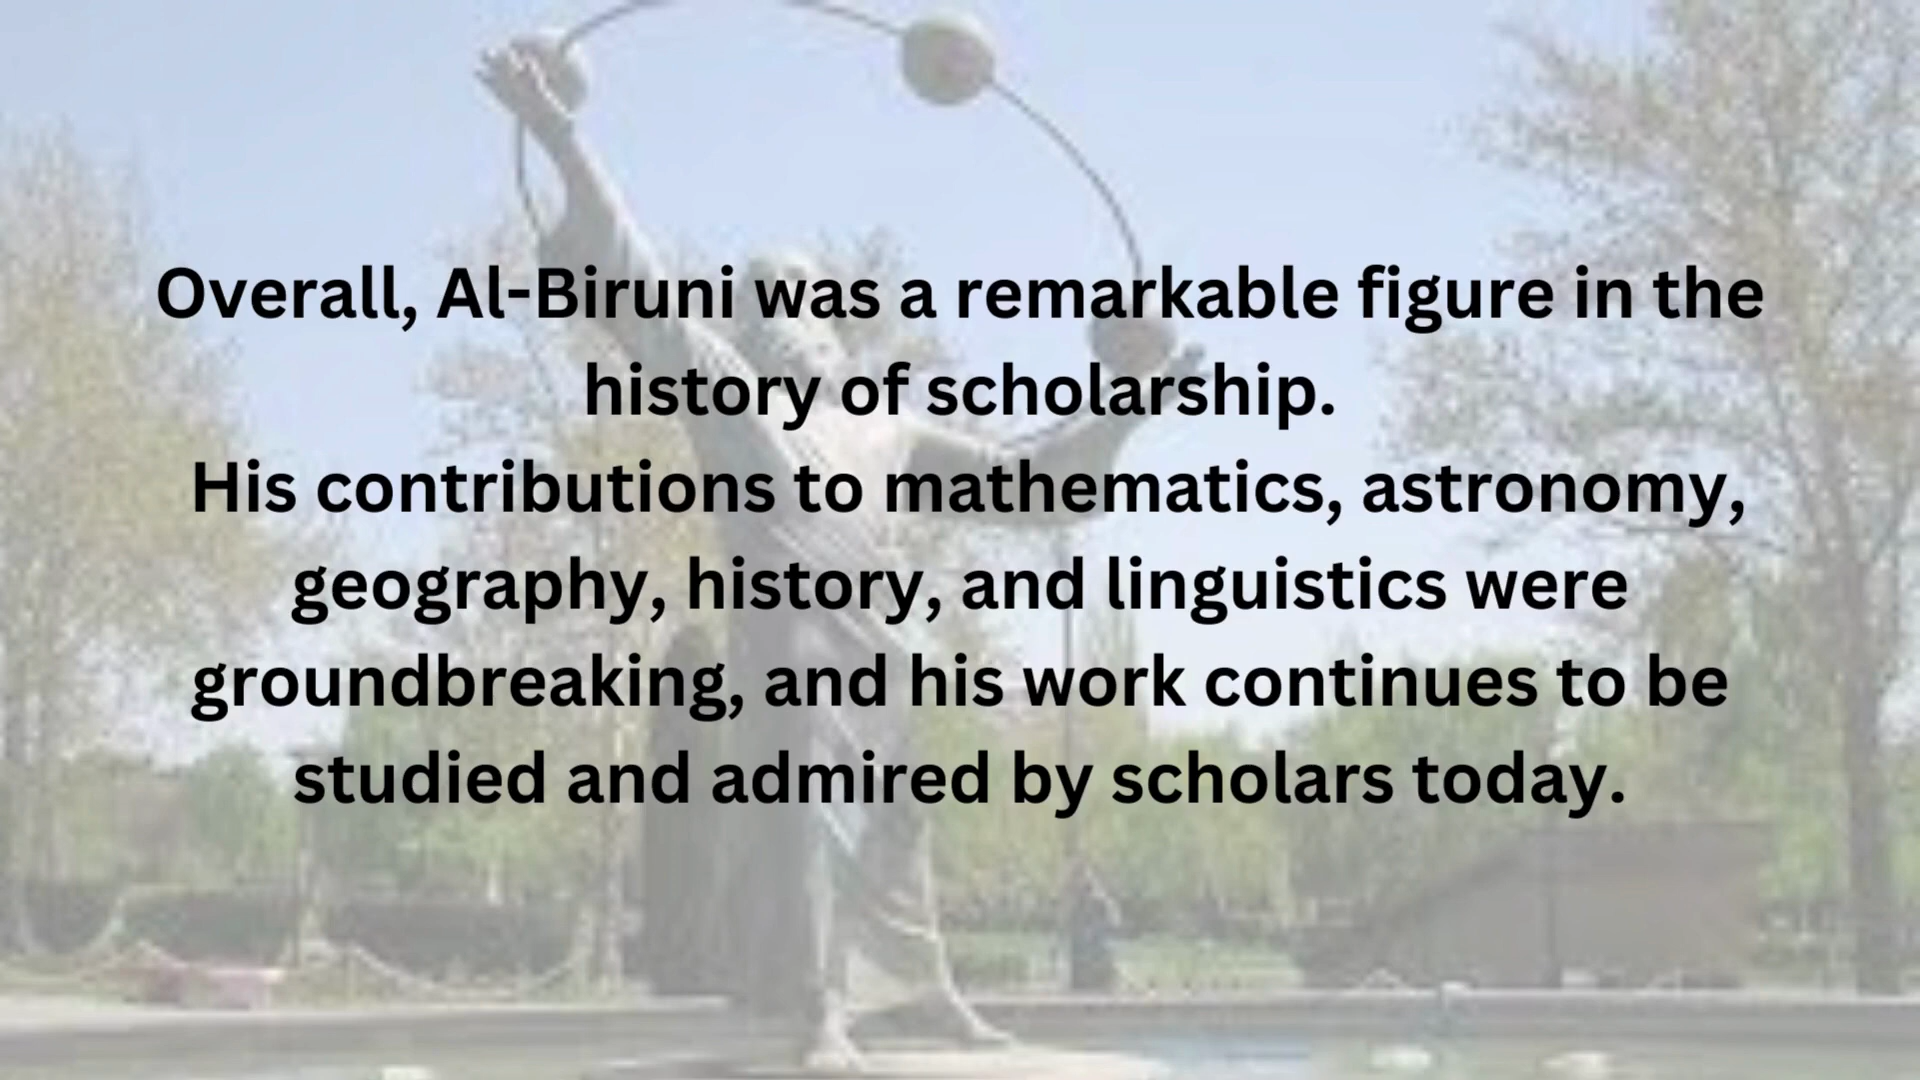 Overall, Al-Biruni was a remarkable figure in the
history of scholarship.
His contributions to mathematics, astronomy,
geography, history, and linguistics were
groundbreaking, and his work continues to be
studied and admired by scholars today.